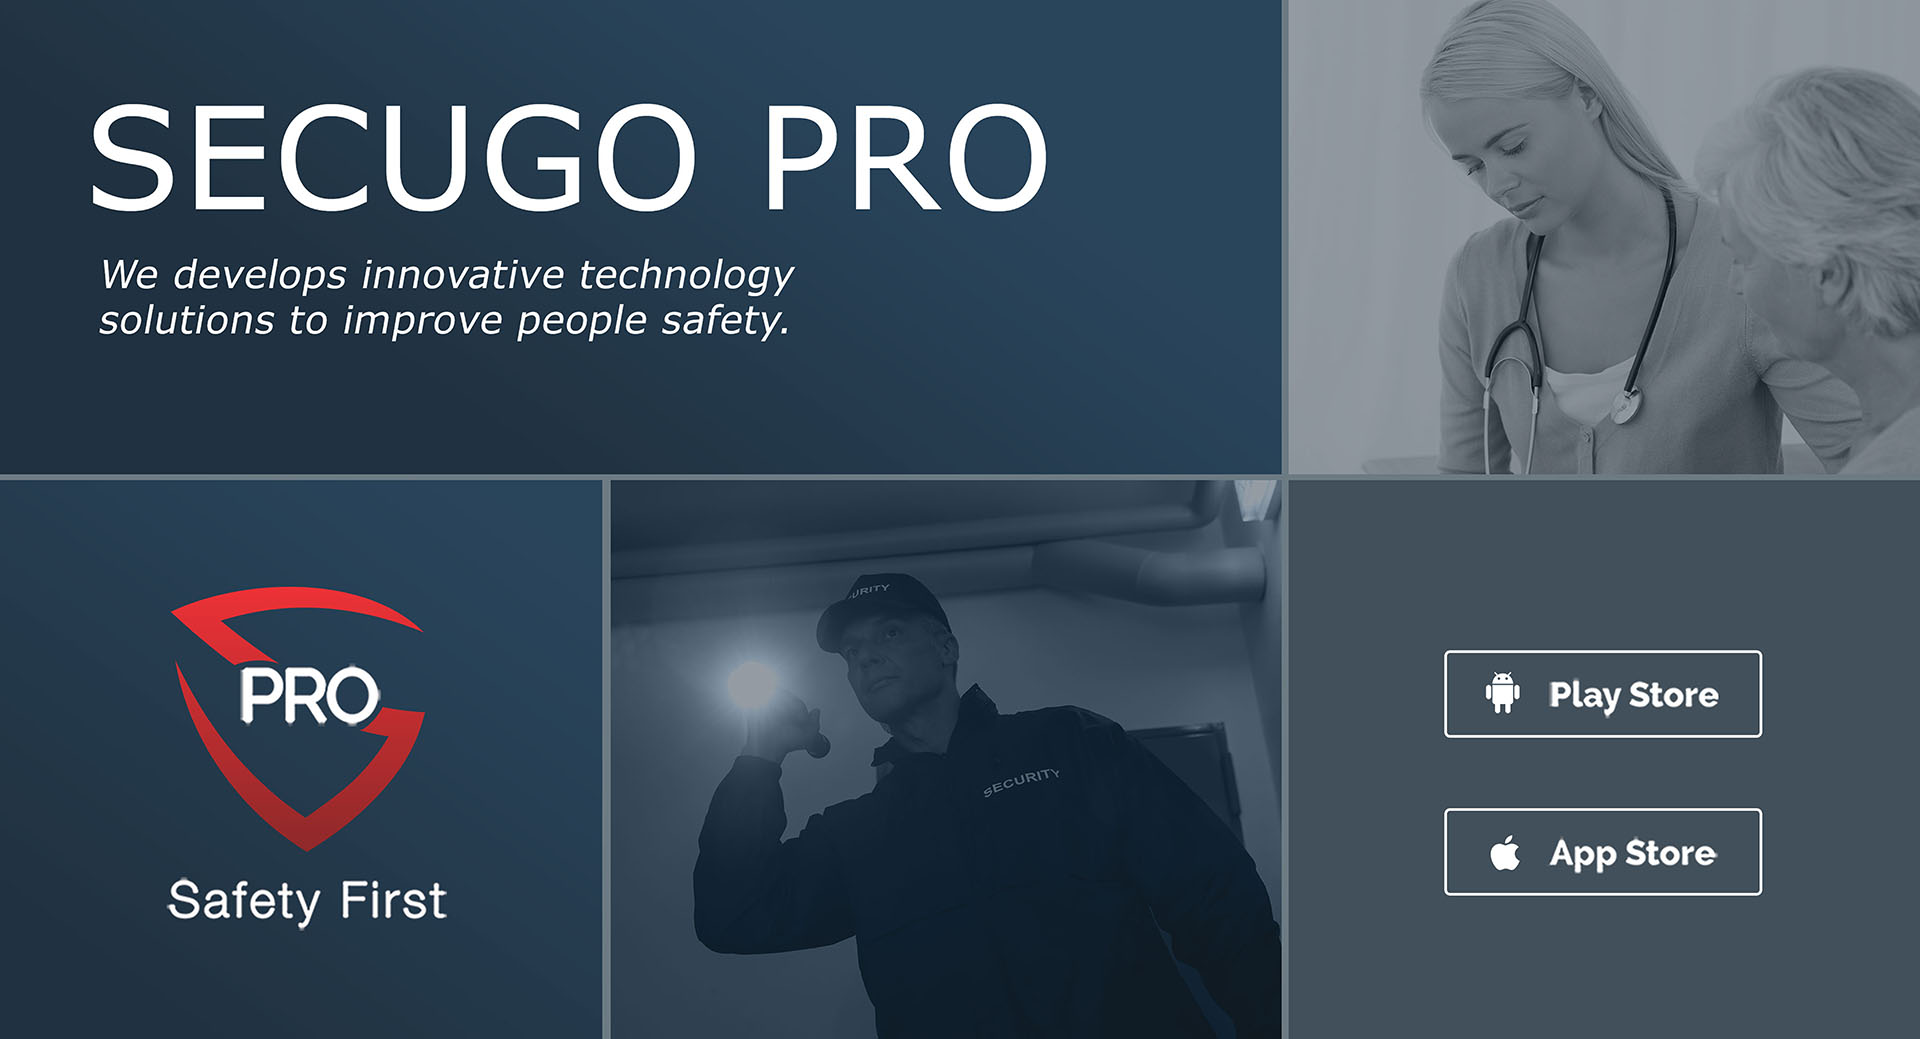 SECUGO PRO
We develops innovative technology
solutions to improve people safety.
PRO
Safety First
URITY
SECURITY
Play Store
App Store